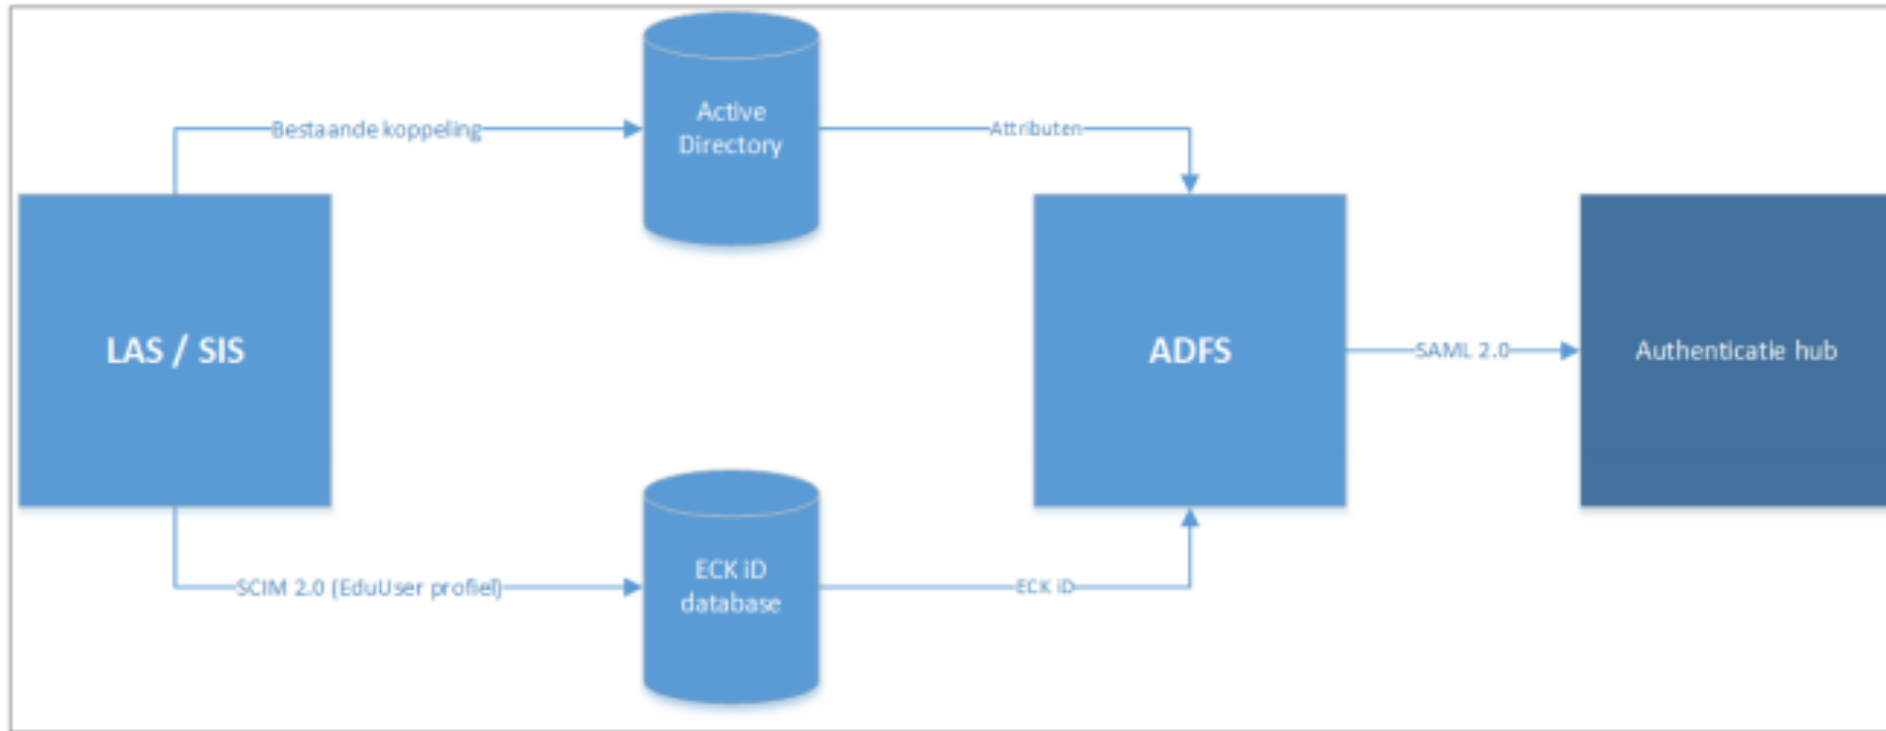 Active
Directory
Bestaande koppeling
Attributen
LAS / SIS
ADFS
SAML 2.0
Authenticatie hub
ECK iD
database
SCIM 2.0 (EduUser profiel)
ECK iD